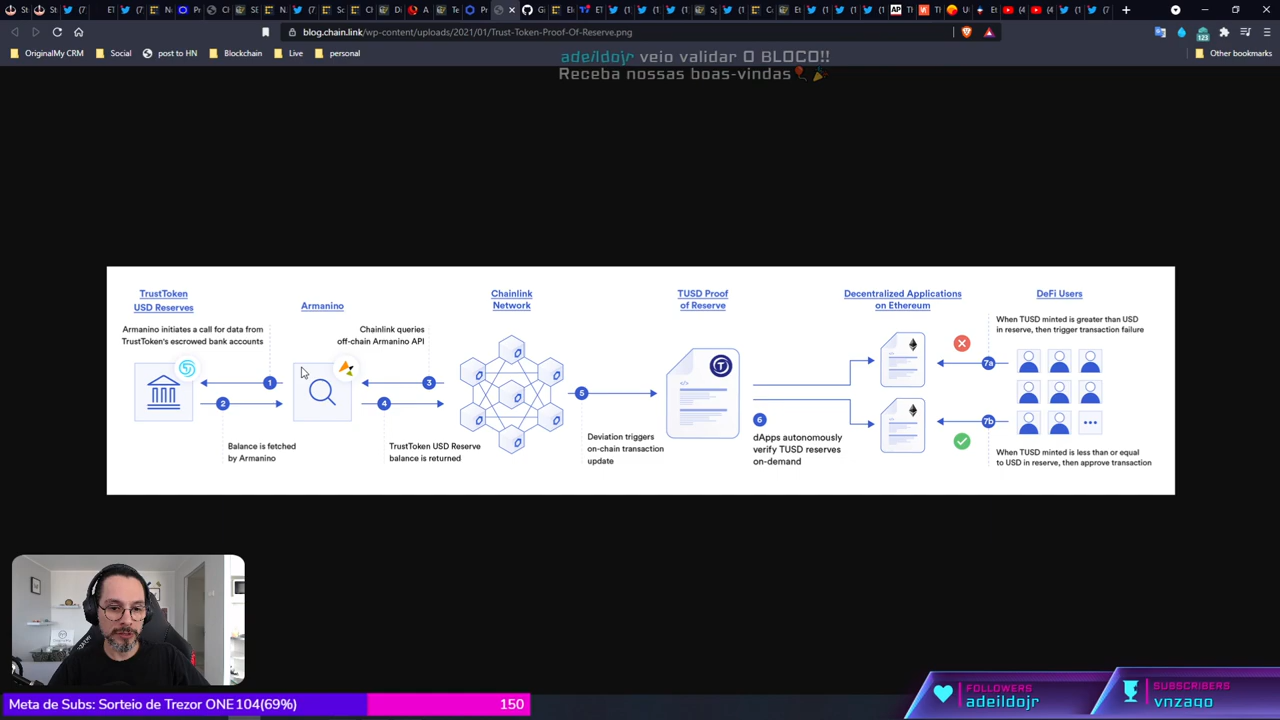 blog.chain.link/wp-content/uploads/2021/01/Trust-Token-Proof-Of-Reserve.png
OriginalMy CRM
Social
post to HN
Blockchain
Live
personal
Other bookmarks
adeildojr veio validar O BLOCO!!
Receba nossas boas-vindas
TrustToken
USD Reserves
Armanino initiates a call for data from
TrustToken's escrowed bank accounts
1
2
Balance is fetched
by Armanino
Armanino
Chainlink queries
off-chain Armanino API
3
4
TrustToken USD Reserve
balance is returned
Chainlink
Network
5
Deviation triggers
on-chain transaction
update
TUSD Proof
of Reserve
6
dApps autonomously
verify TUSD reserves
on-demand
Decentralized Applications
on Ethereum
DeFi Users
When TUSD minted is greater than USD
in reserve, then trigger transaction failure
7a
7b
When TUSD minted is less than or equal
to USD in reserve, then approve transaction
Meta de Subs: Sorteio de Trezor ONE 104(69%)
150
FOLLOWERS
adeildojr
SUBSCRIBERS
vnzago